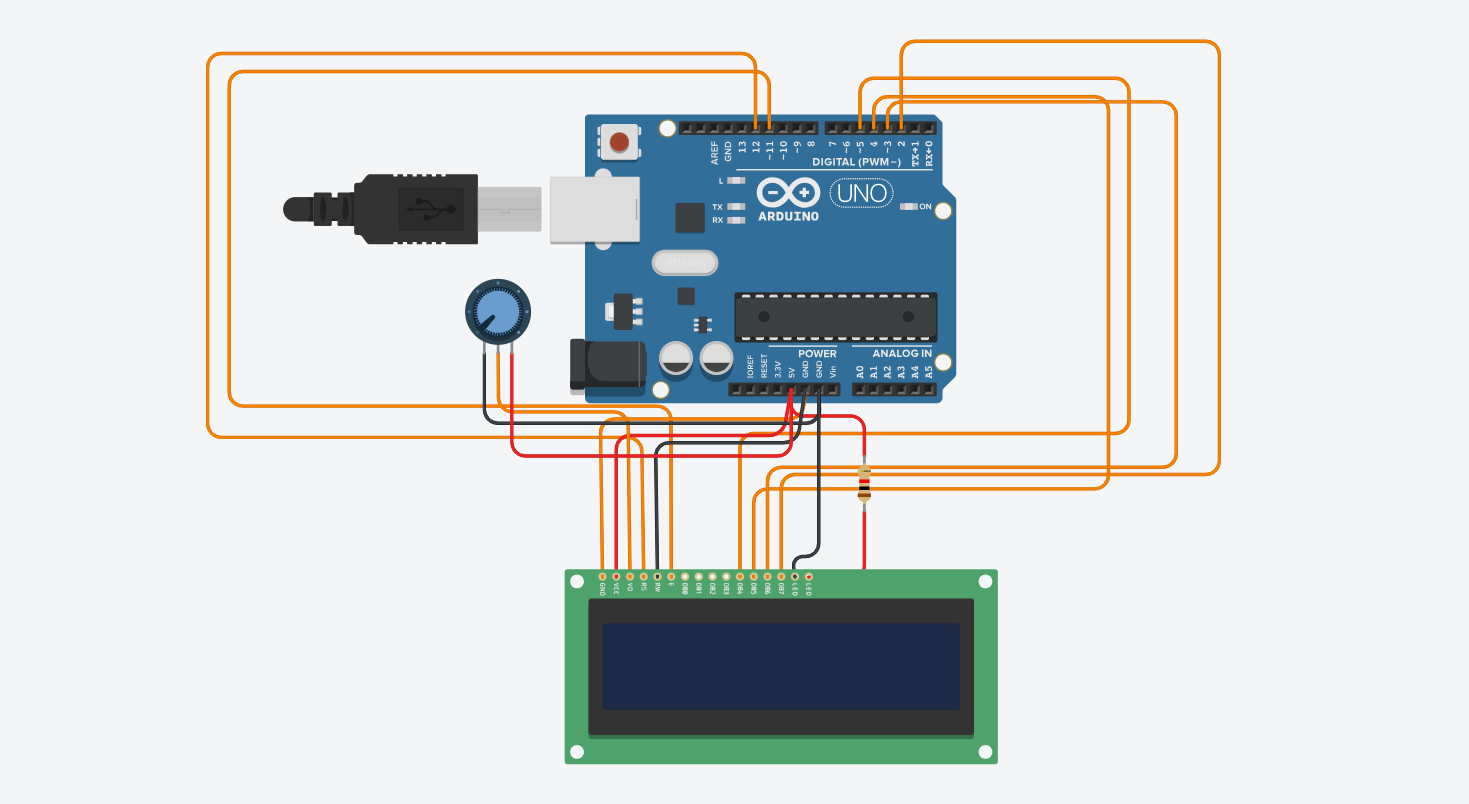 AREF
GND
13
12
~11
~10
~9
8
7
~6
~5
4
~3
2
TX→1
RX←0
DIGITAL (PWM~)
L
TX
RX
ARDUINO
UNO
ON
POWER
ANALOG IN
IOREF
RESET
3.3V
5V
GND
GND
Vin
A0
A1
A2
A3
A4
A5
GND
VCC
V0
RS
RW
E
DB0
DB1
DB2
DB3
DB4
DB5
DB6
DB7
LED
LED